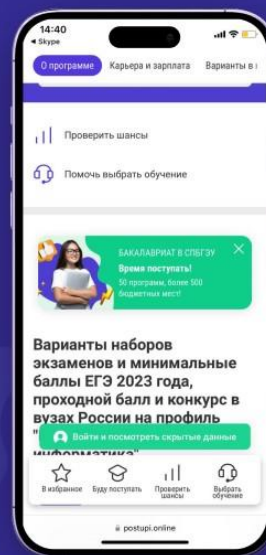 14:40
◄ Skype
О программе Карьера и зарплата Варианты в
Проверить шансы
Помочь выбрать обучение
БАКАЛАВРИАТ В СПБГЭУ
Время поступать!
50 программ, более 500
бюджетных мест!
Варианты наборов
экзаменов и минимальные
баллы ЕГЭ 2023 года,
проходной балл и конкурс в
вузах России на профиль
Войти и посмотреть скрытые данные
информатика"
В избранное Буду поступать Проверить шансы Выбрать обучение
postupi.online